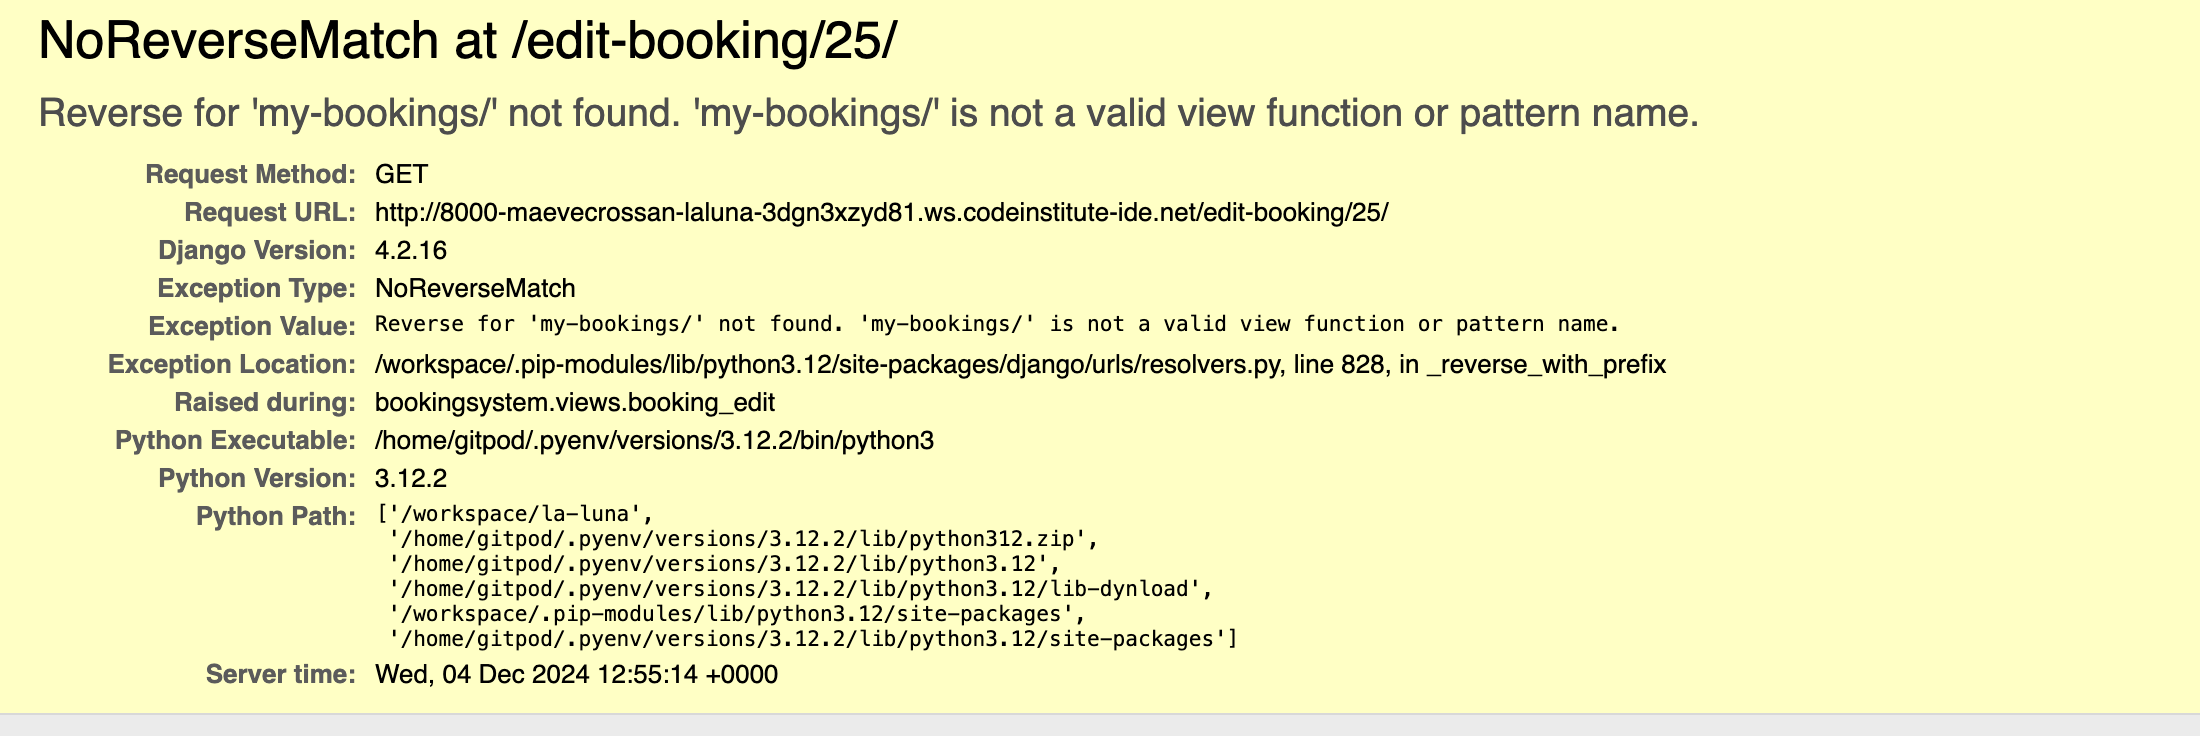 NoReverseMatch at /edit-booking/25/
Reverse for 'my-bookings/' not found. 'my-bookings/' is not a valid view function or pattern name.
Request Method: GET
Request URL: http://8000-maevecrossan-laluna-3dgn3xzyd81.ws.codeinstitute-ide.net/edit-booking/25/
Django Version: 4.2.16
Exception Type: NoReverseMatch
Exception Value: Reverse for 'my-bookings/' not found. 'my-bookings/' is not a valid view function or pattern name.
Exception Location: /workspace/.pip-modules/lib/python3.12/site-packages/django/urls/resolvers.py, line 828, in _reverse_with_prefix
Raised during: bookingsystem.views.booking_edit
Python Executable: /home/gitpod/.pyenv/versions/3.12.2/bin/python3
Python Version: 3.12.2
Python Path: ['/workspace/la-luna',
'/home/gitpod/.pyenv/versions/3.12.2/lib/python312.zip',
'/home/gitpod/.pyenv/versions/3.12.2/lib/python3.12',
'/home/gitpod/.pyenv/versions/3.12.2/lib/python3.12/lib-dynload',
'/workspace/.pip-modules/lib/python3.12/site-packages',
'/home/gitpod/.pyenv/versions/3.12.2/lib/python3.12/site-packages']
Server time: Wed, 04 Dec 2024 12:55:14 +0000